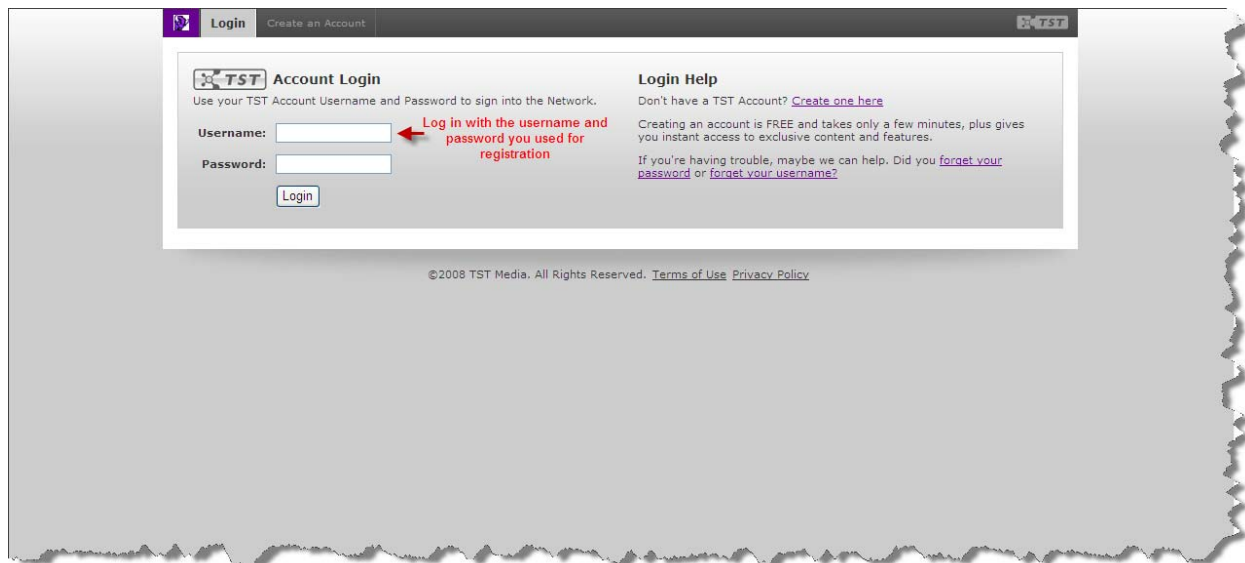 Login Create an Account TST
TST Account Login
Use your TST Account Username and Password to sign into the Network.
Username:
Password:
Login
Log in with the username and
password you used for
registration
Login Help
Don't have a TST Account? Create one here
Creating an account is FREE and takes only a few minutes, plus gives
you instant access to exclusive content and features.
If you're having trouble, maybe we can help. Did you forget your
password or forget your username?
©2008 TST Media. All Rights Reserved. Terms of Use Privacy Policy